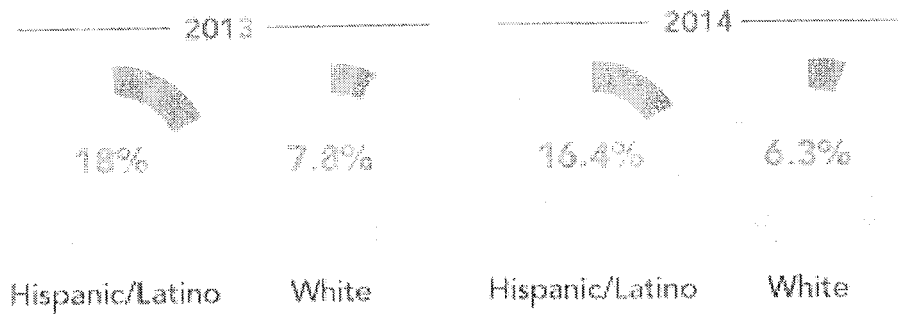 2013 2014
18% 7.8% 16.4% 6.3%
Hispanic/Latino White Hispanic/Latino White